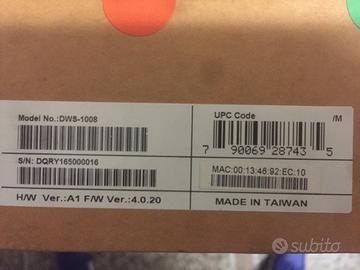 Model No.:DWS-1008
UPC Code /M
7 90069 28743 5
S/N: DQRY165000016
MAC:00:13:46:92:EC:10
H/W Ver.:A1 F/W Ver.:4.0.20
MADE IN TAIWAN
subito